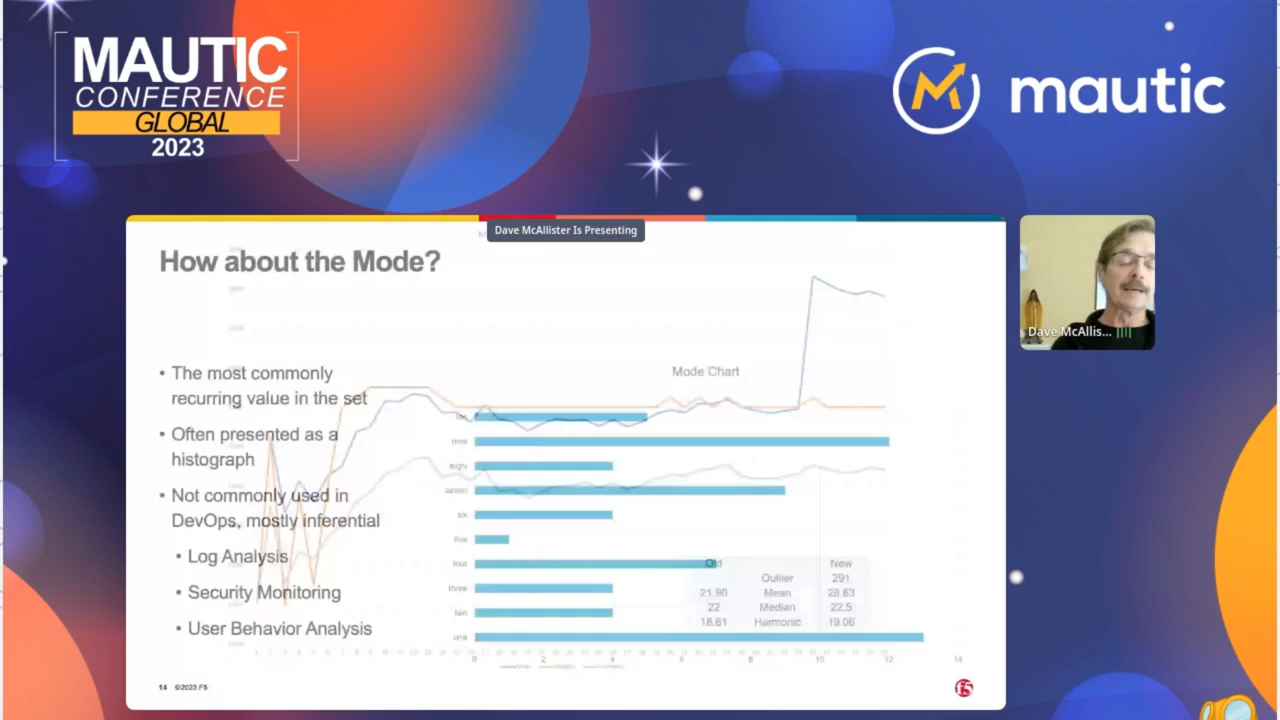 MAUTIC
CONFERENCE
GLOBAL
2023
mautic
Dave McAllister Is Presenting
How about the Mode?
• The most commonly
recurring value in the set
• Often presented as a
histograph
• Not commonly used in
DevOps, mostly inferential
• Log Analysis
• Security Monitoring
• User Behavior Analysis
Mode Chart
nine
eight
seven
six
five
four
three
two
one
0 2 4 6 8 10 12 14
Old New
Outlier 291
21.90 Mean 28.63
22 Median 22.5
18.61 Harmonic 19.06
14 ©2023 F5
f5
Dave McAllis...